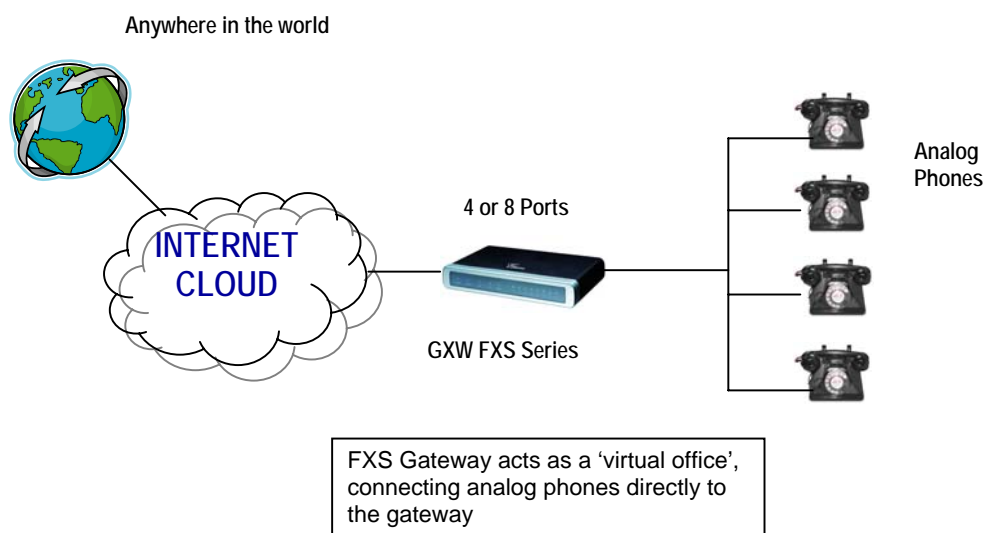 Anywhere in the world
INTERNET
CLOUD
4 or 8 Ports
GXW FXS Series
Analog
Phones
FXS Gateway acts as a ‘virtual office’,
connecting analog phones directly to
the gateway